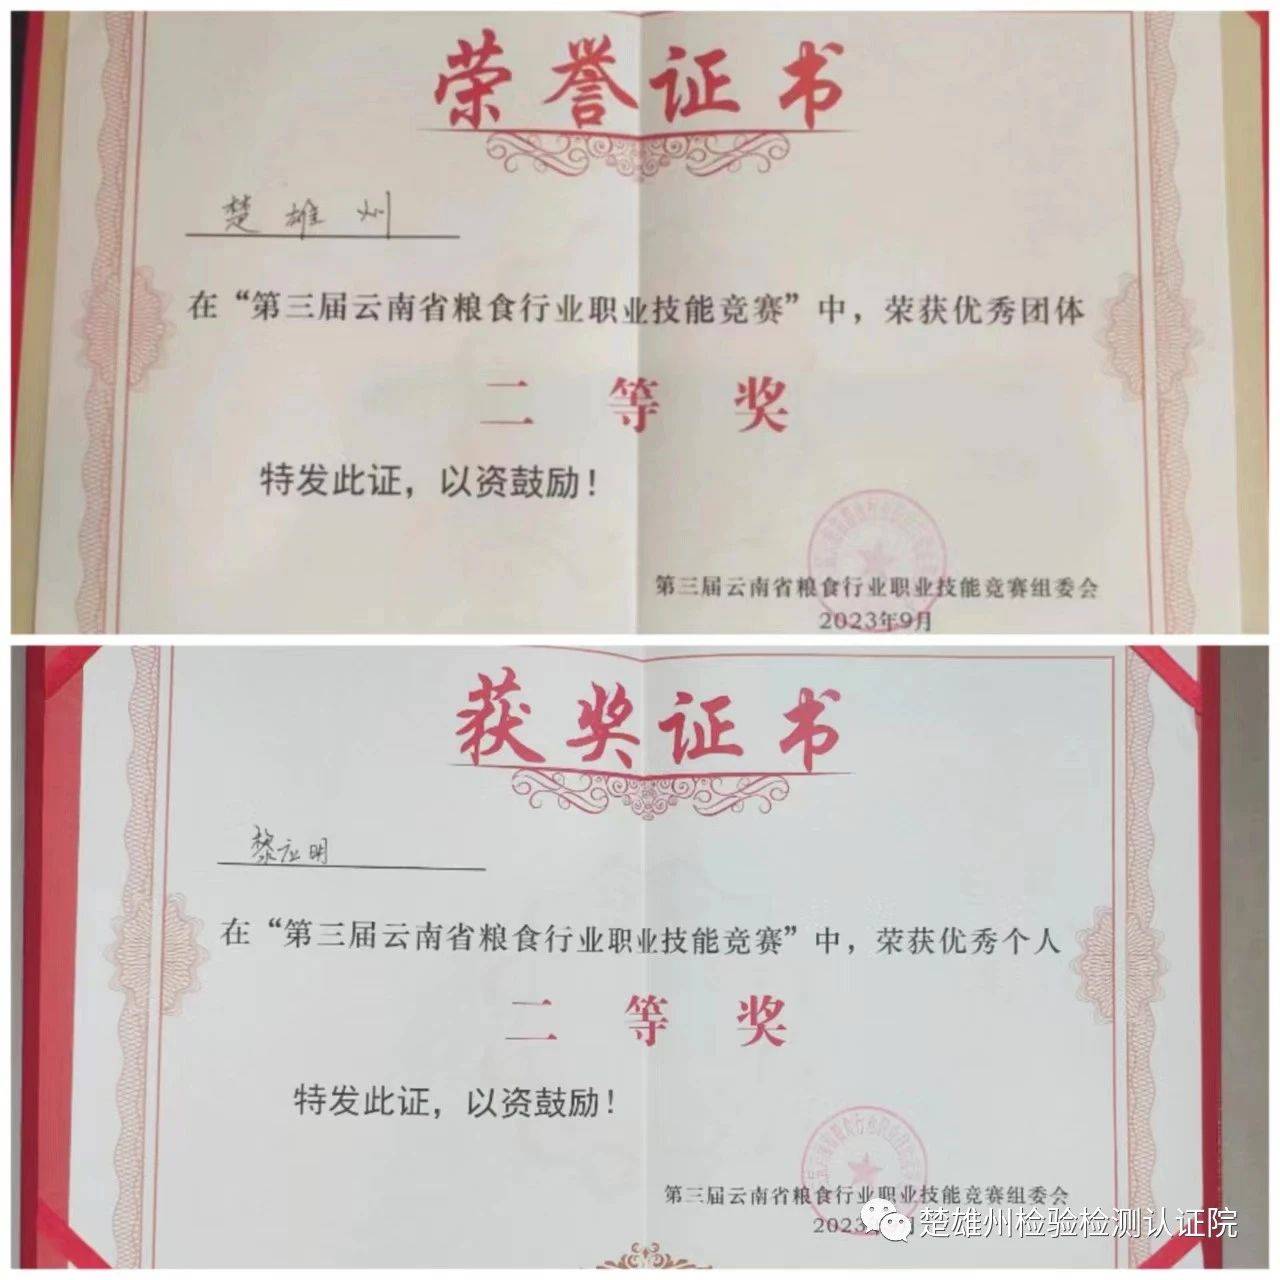 荣誉证书
楚雄州
在“第三届云南省粮食行业职业技能竞赛”中，荣获优秀团体
二等奖
特发此证，以资鼓励！
第三届云南省粮食行业职业技能竞赛组委会
2023年9月
获奖证书
黎应明
在“第三届云南省粮食行业职业技能竞赛”中，荣获优秀个人
二等奖
特发此证，以资鼓励！
第三届云南省粮食行业职业技能竞赛组委会
2023 月
楚雄州检验检测认证院